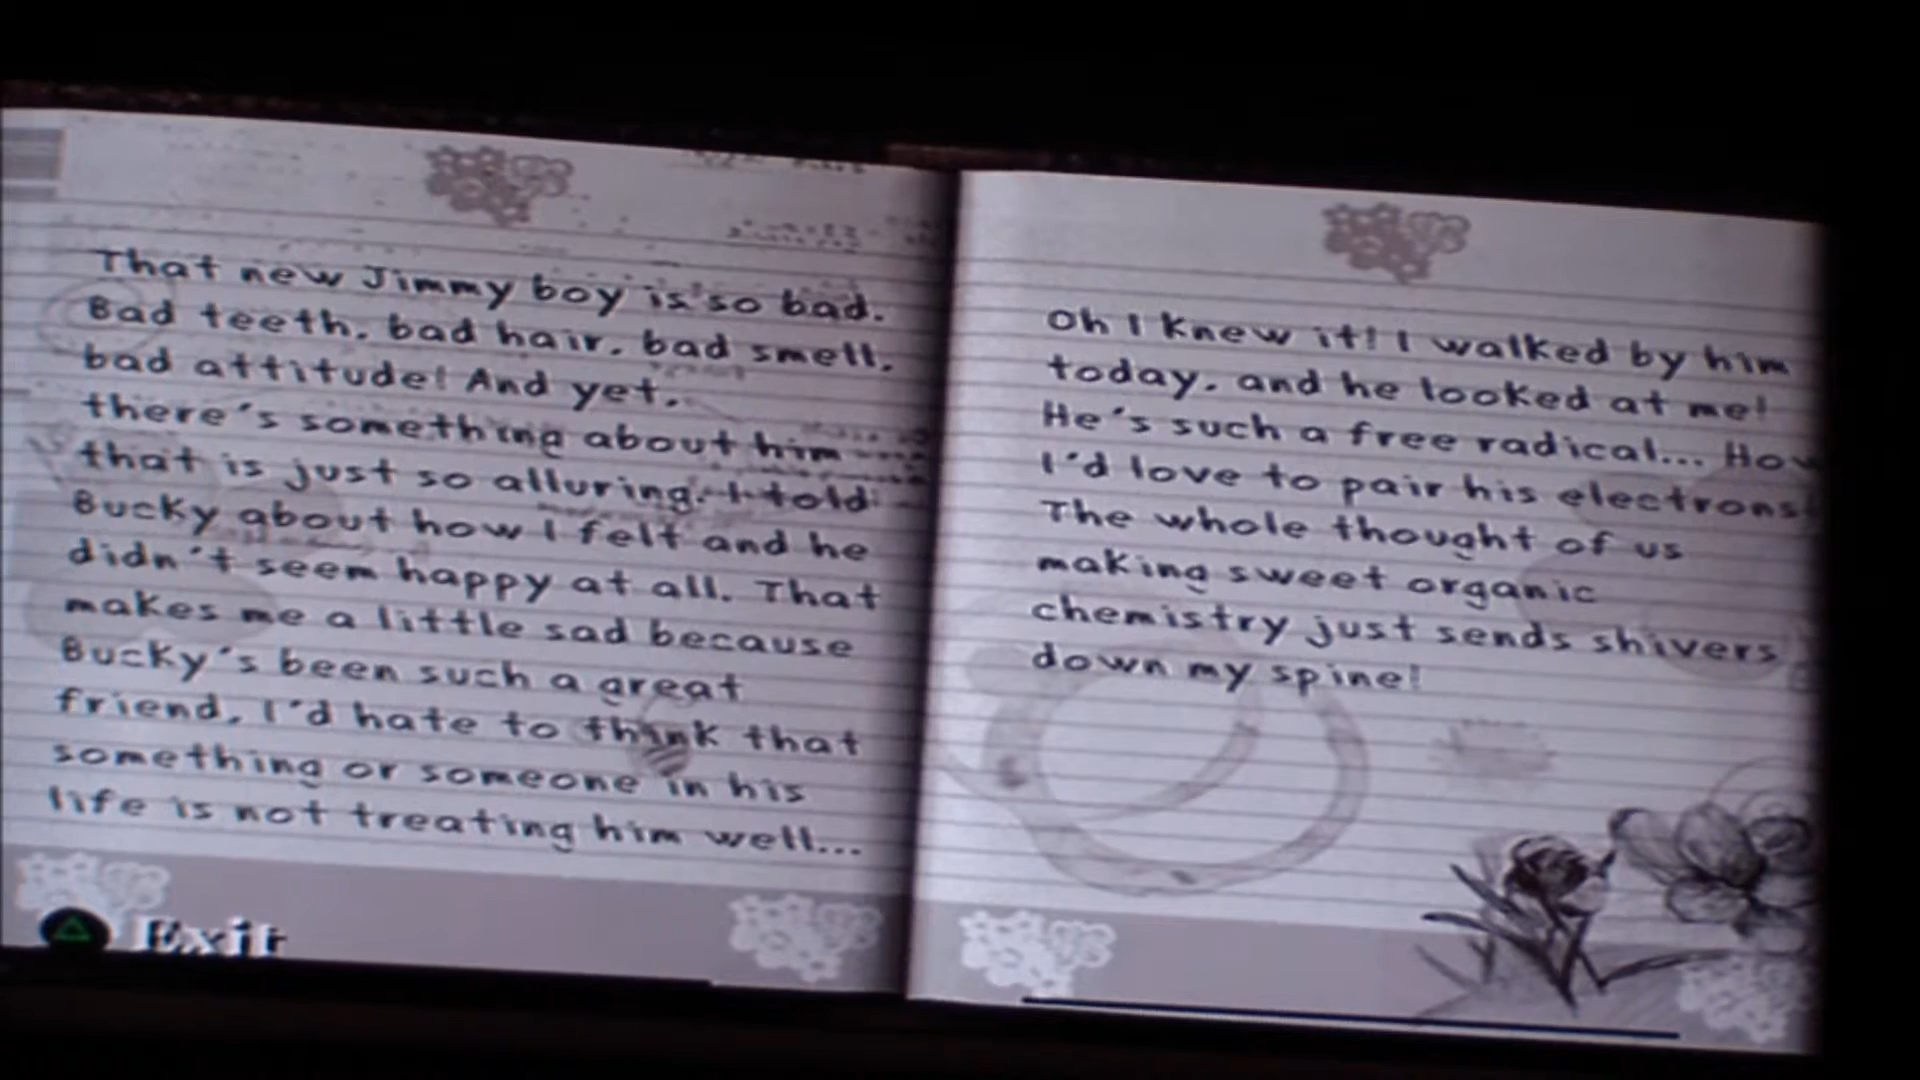 That new Jimmy boy is so bad.
Bad teeth, bad hair, bad smell,
bad attitude! And yet,
there's something about him
that is just so alluring. I told
Bucky about how I felt and he
didn't seem happy at all. That
makes me a little sad because
Bucky's been such a great
friend, I'd hate to think that
something or someone in his
life is not treating him well...
Exit
Oh I knew it! I walked by him
today, and he looked at me!
He's such a free radical... How
I'd love to pair his electrons!
The whole thought of us
making sweet organic
chemistry just sends shivers
down my spine!